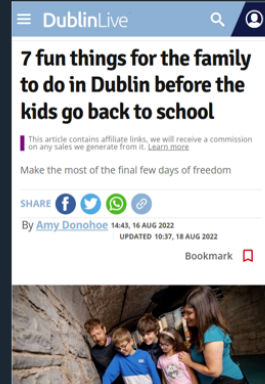 DublinLive
7 fun things for the family
to do in Dublin before the
kids go back to school
This article contains affiliate links, we will receive a commission
on any sales we generate from it. Learn more
Make the most of the final few days of freedom
SHARE
By Amy Donohoe 14:43, 16 AUG 2022
UPDATED 10:37, 18 AUG 2022
Bookmark